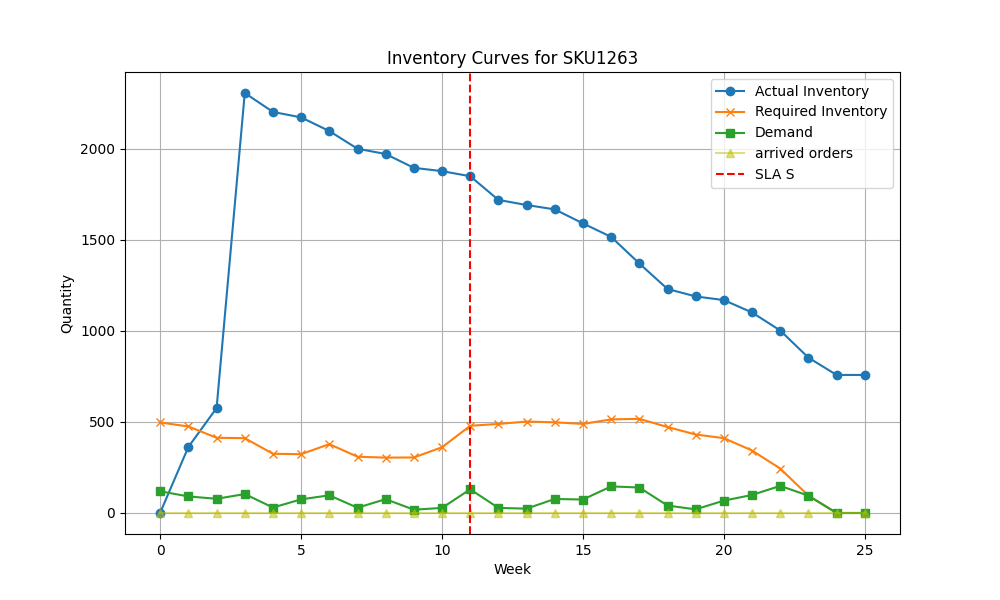 Inventory Curves for SKU1263
Actual Inventory
Required Inventory
Demand
arrived orders
SLA S
Quantity
2000
1500
1000
500
0
0 5 10 15 20 25
Week